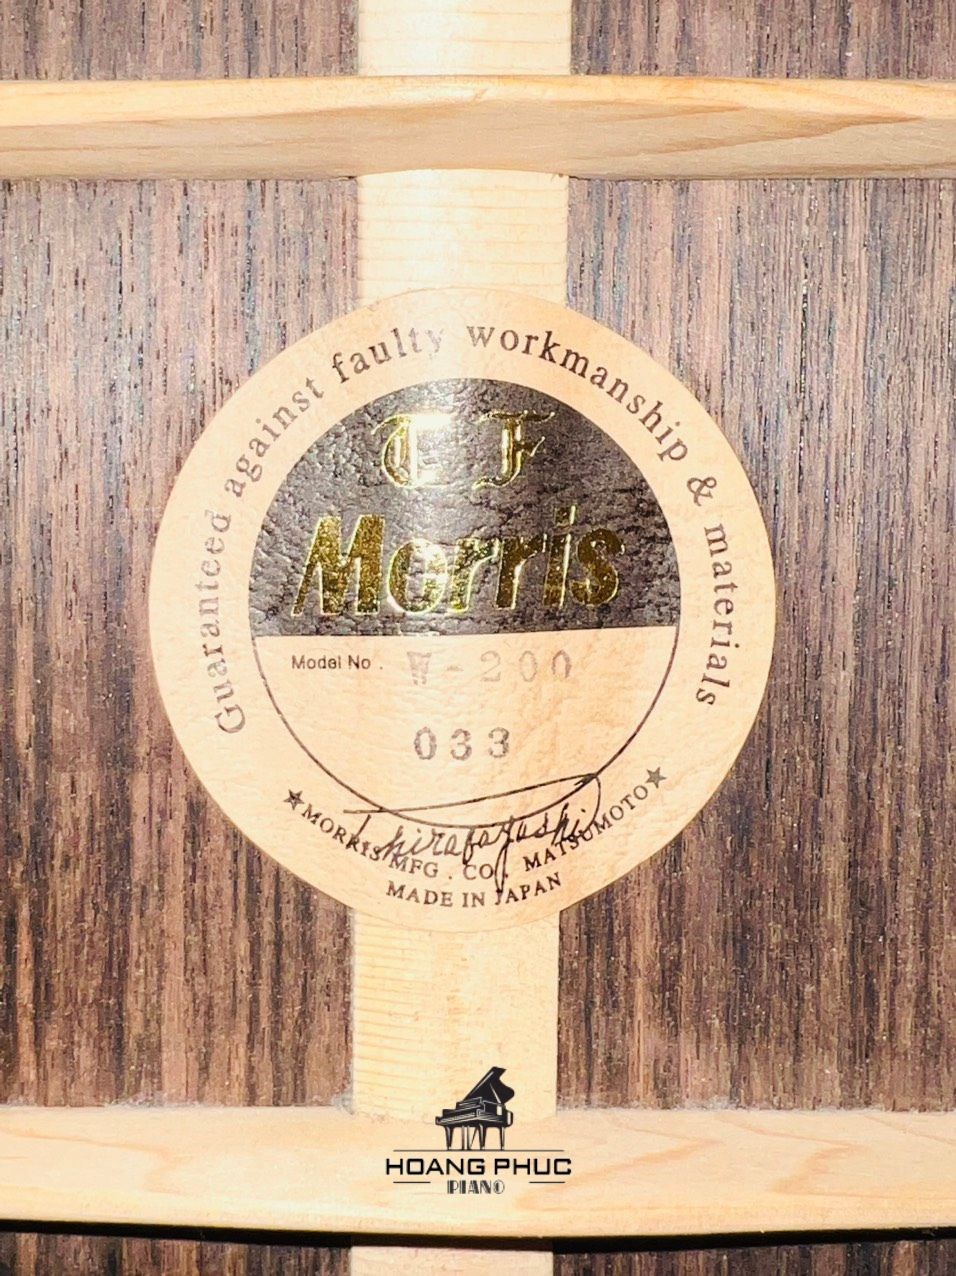 Guaranteed against faulty workmanship & materials
TF
Morris
Model No. W-200
033
★MORRIS MFG. CO. MATSUMOTO★
MADE IN JAPAN
HOANG PHUC
PIANO